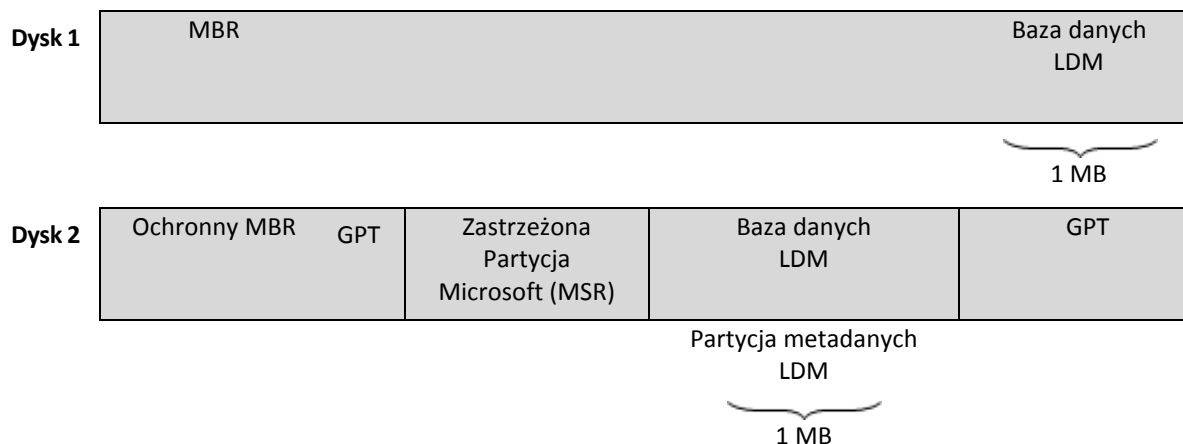 Dysk 1
MBR
Baza danych
LDM
1 MB
Dysk 2
Ochronny MBR
GPT
Zastrzeżona
Partycja
Microsoft (MSR)
Baza danych
LDM
GPT
Partycja metadanych
LDM
1 MB